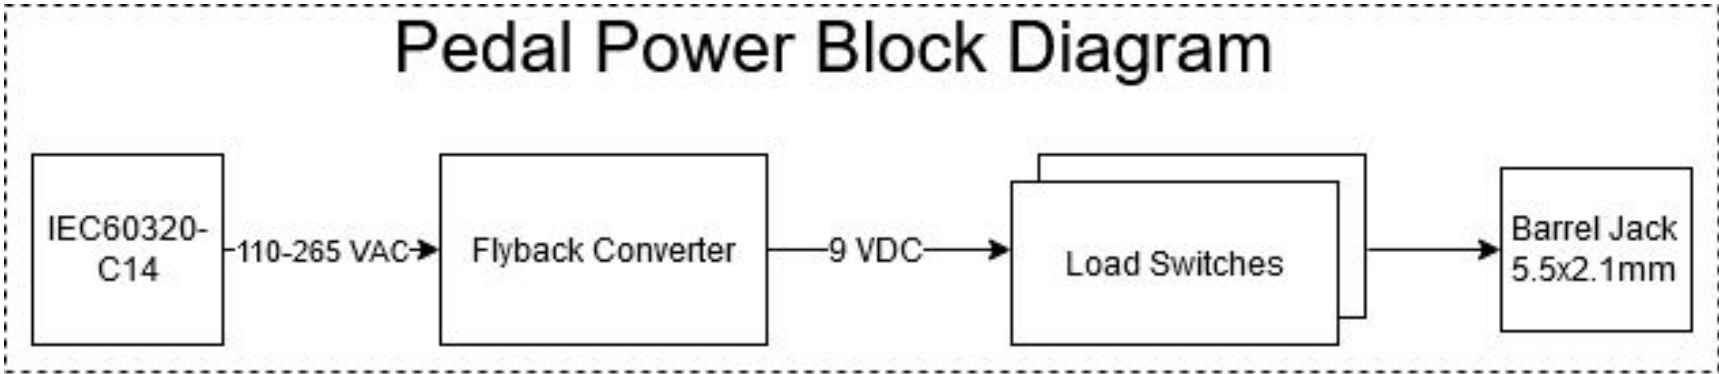 Pedal Power Block Diagram
IEC60320-
C14
110-265 VAC
Flyback Converter
9 VDC
Load Switches
Barrel Jack
5.5x2.1mm